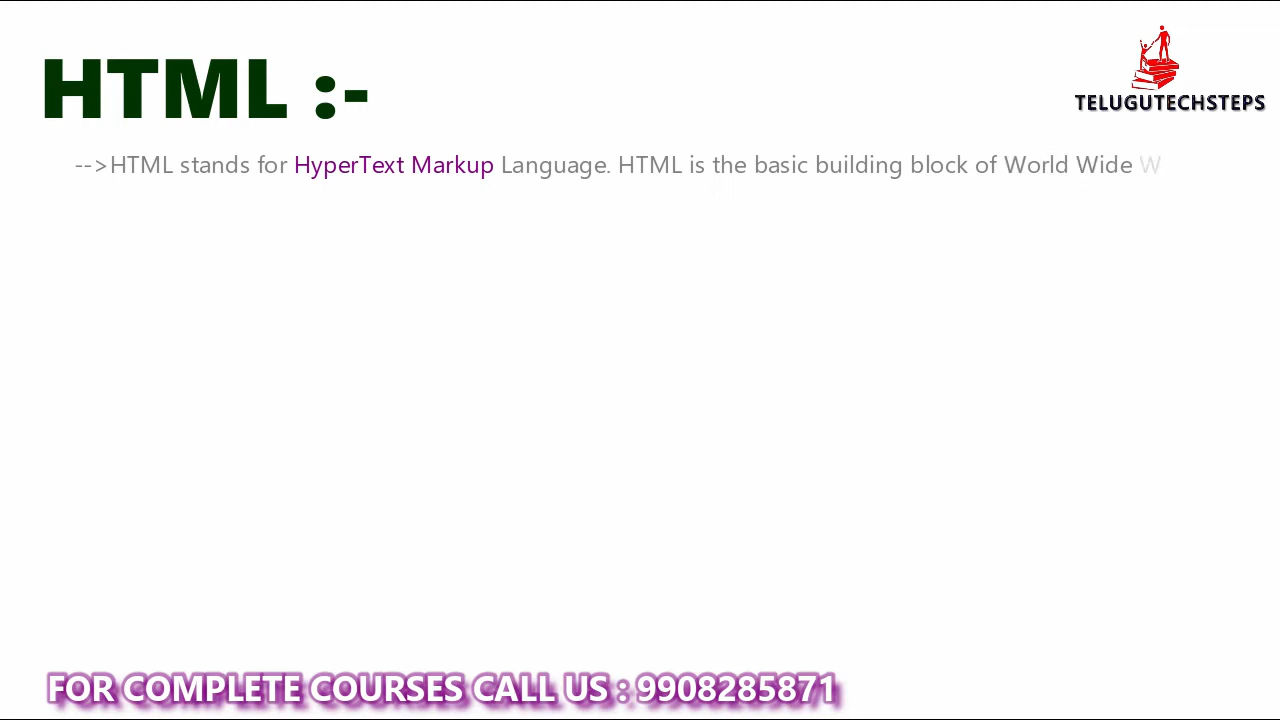 HTML :-
TELUGUTECHSTEPS
-->HTML stands for HyperText Markup Language. HTML is the basic building block of World Wide W
FOR COMPLETE COURSES CALL US : 9908285871